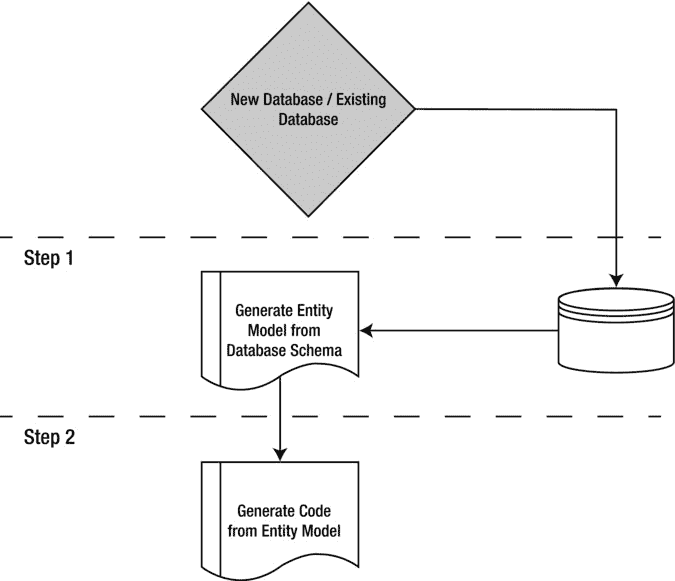 New Database / Existing
Database
Step 1
Generate Entity
Model from
Database Schema
Step 2
Generate Code
from Entity Model